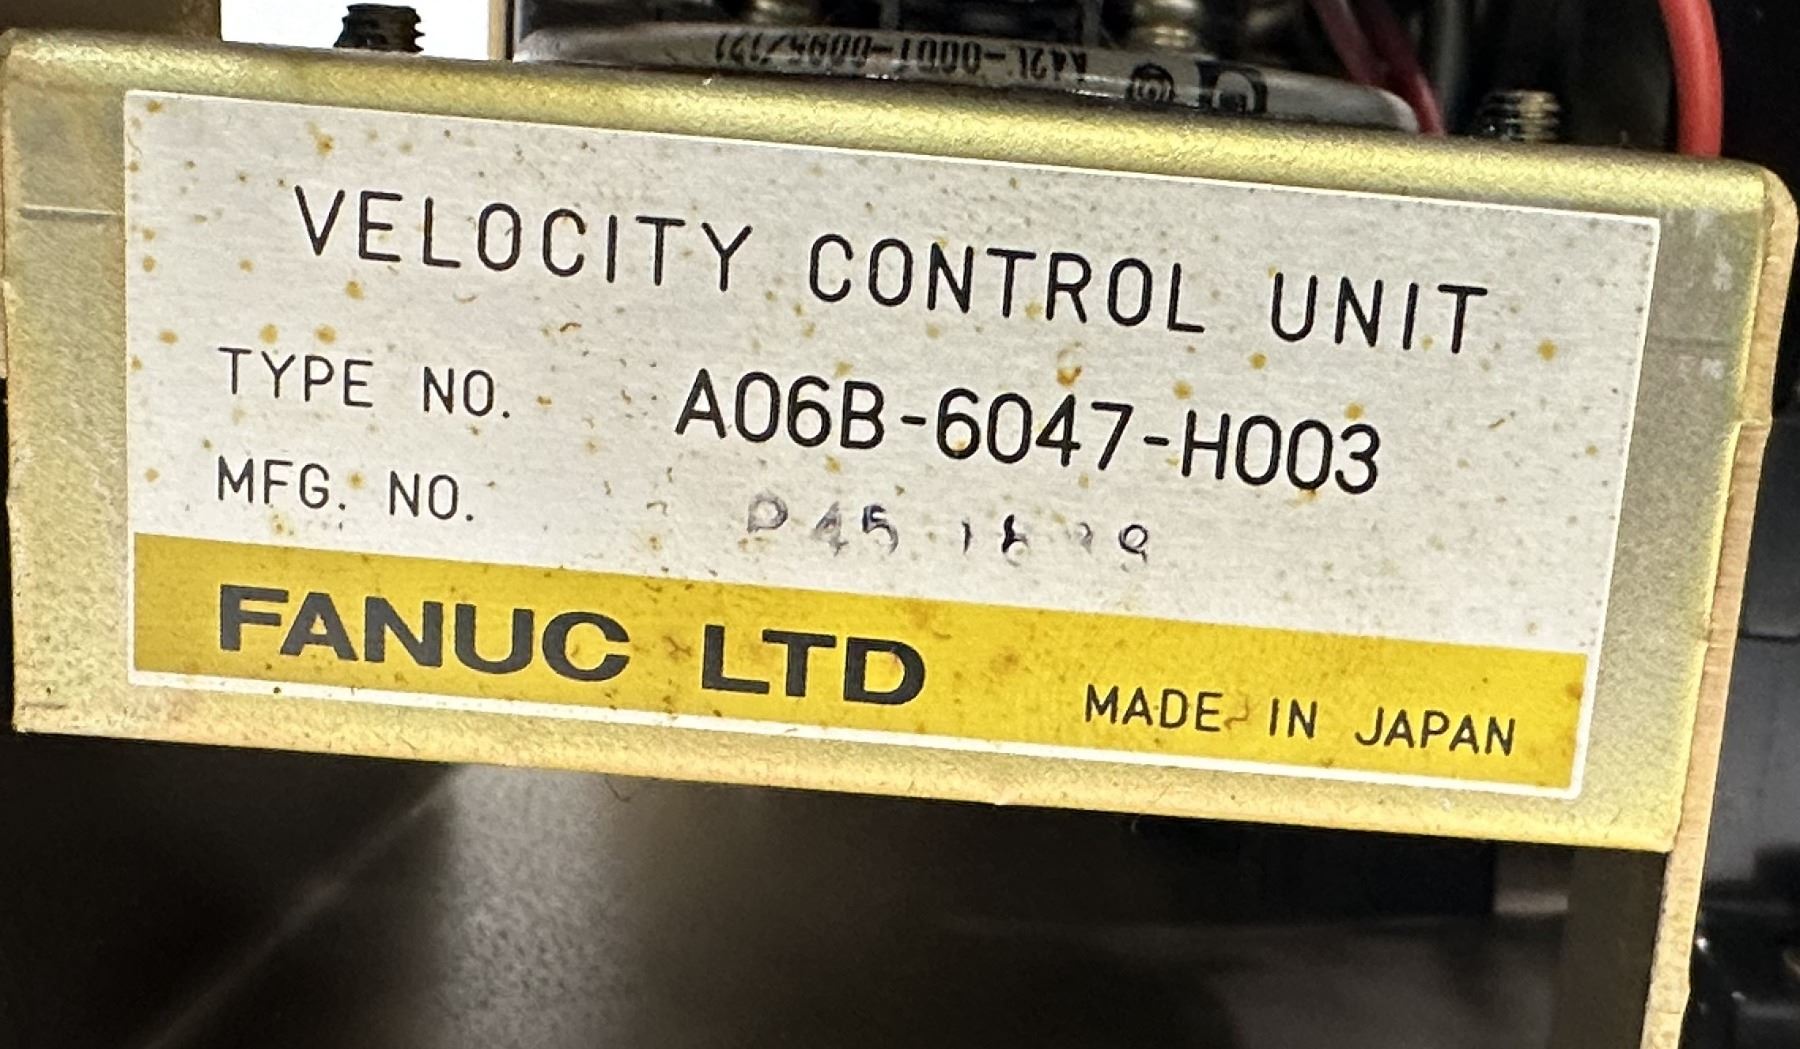 VELOCITY CONTROL UNIT
TYPE NO. A06B-6047-H003
MFG. NO.
FANUC LTD MADE IN JAPAN